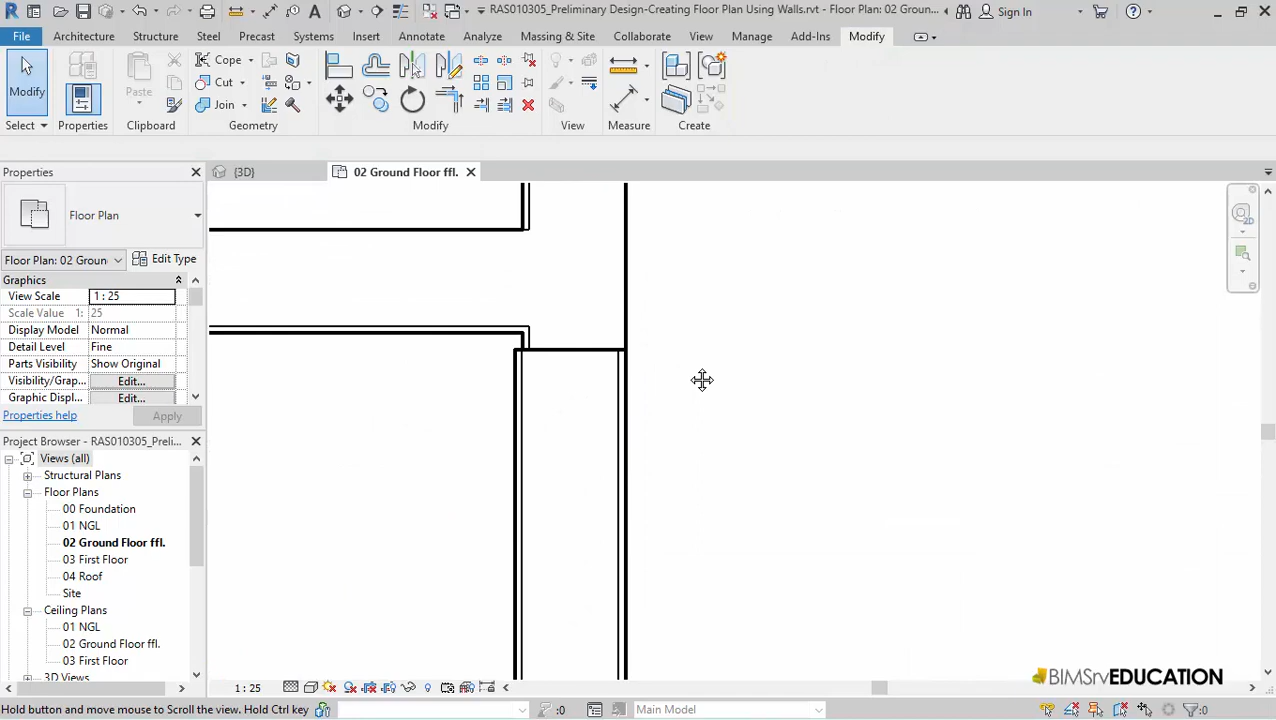 RAS010305_Preliminary Design-Creating Floor Plan Using Walls.rvt - Floor Plan: 02 Groun... Sign In
File Architecture Structure Steel Precast Systems Insert Annotate Analyze Massing & Site Collaborate View Manage Add-Ins Modify
Modify Paste Cope Cut Join
Select Properties Clipboard Geometry Modify View Measure Create
Properties {3D} 02 Ground Floor ffl.
Floor Plan
Floor Plan: 02 Groun Edit Type
Graphics
View Scale 1 : 25
Scale Value 1: 25
Display Model Normal
Detail Level Fine
Parts Visibility Show Original
Visibility/Grap... Edit...
Graphic Displ... Edit...
Properties help Apply
Project Browser - RAS010305_Preli...
Views (all)
Structural Plans
Floor Plans
00 Foundation
01 NGL
02 Ground Floor ffl.
03 First Floor
04 Roof
Site
Ceiling Plans
01 NGL
02 Ground Floor ffl.
03 First Floor
3D Views
2D
BIMSrvEDUCATION
1 : 25
Hold button and move mouse to Scroll the view. Hold Ctrl key :0 Main Model :0